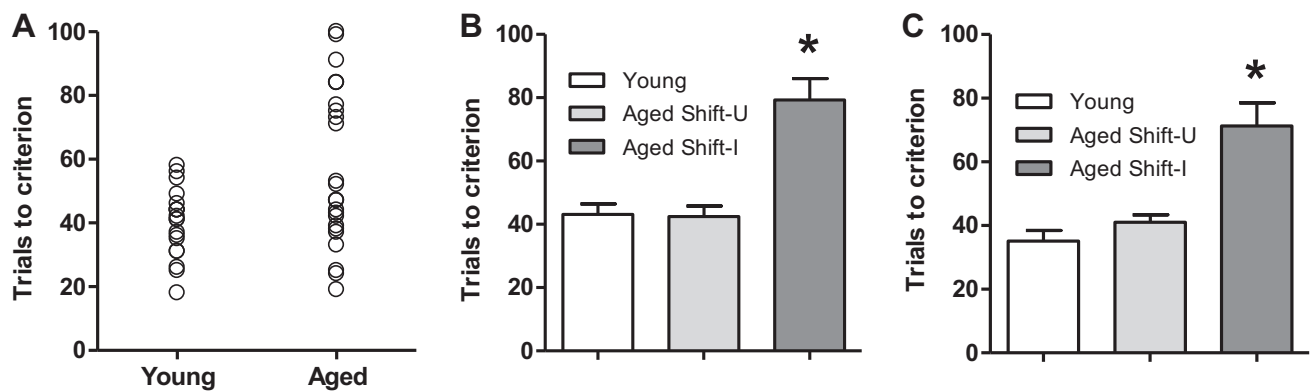 A
Trials to criterion
100
80
60
40
20
0
Young
Aged
B
Trials to criterion
100
80
60
40
20
0
Young
Aged Shift-U
Aged Shift-I
*
C
Trials to criterion
100
80
60
40
20
0
Young
Aged Shift-U
Aged Shift-I
*